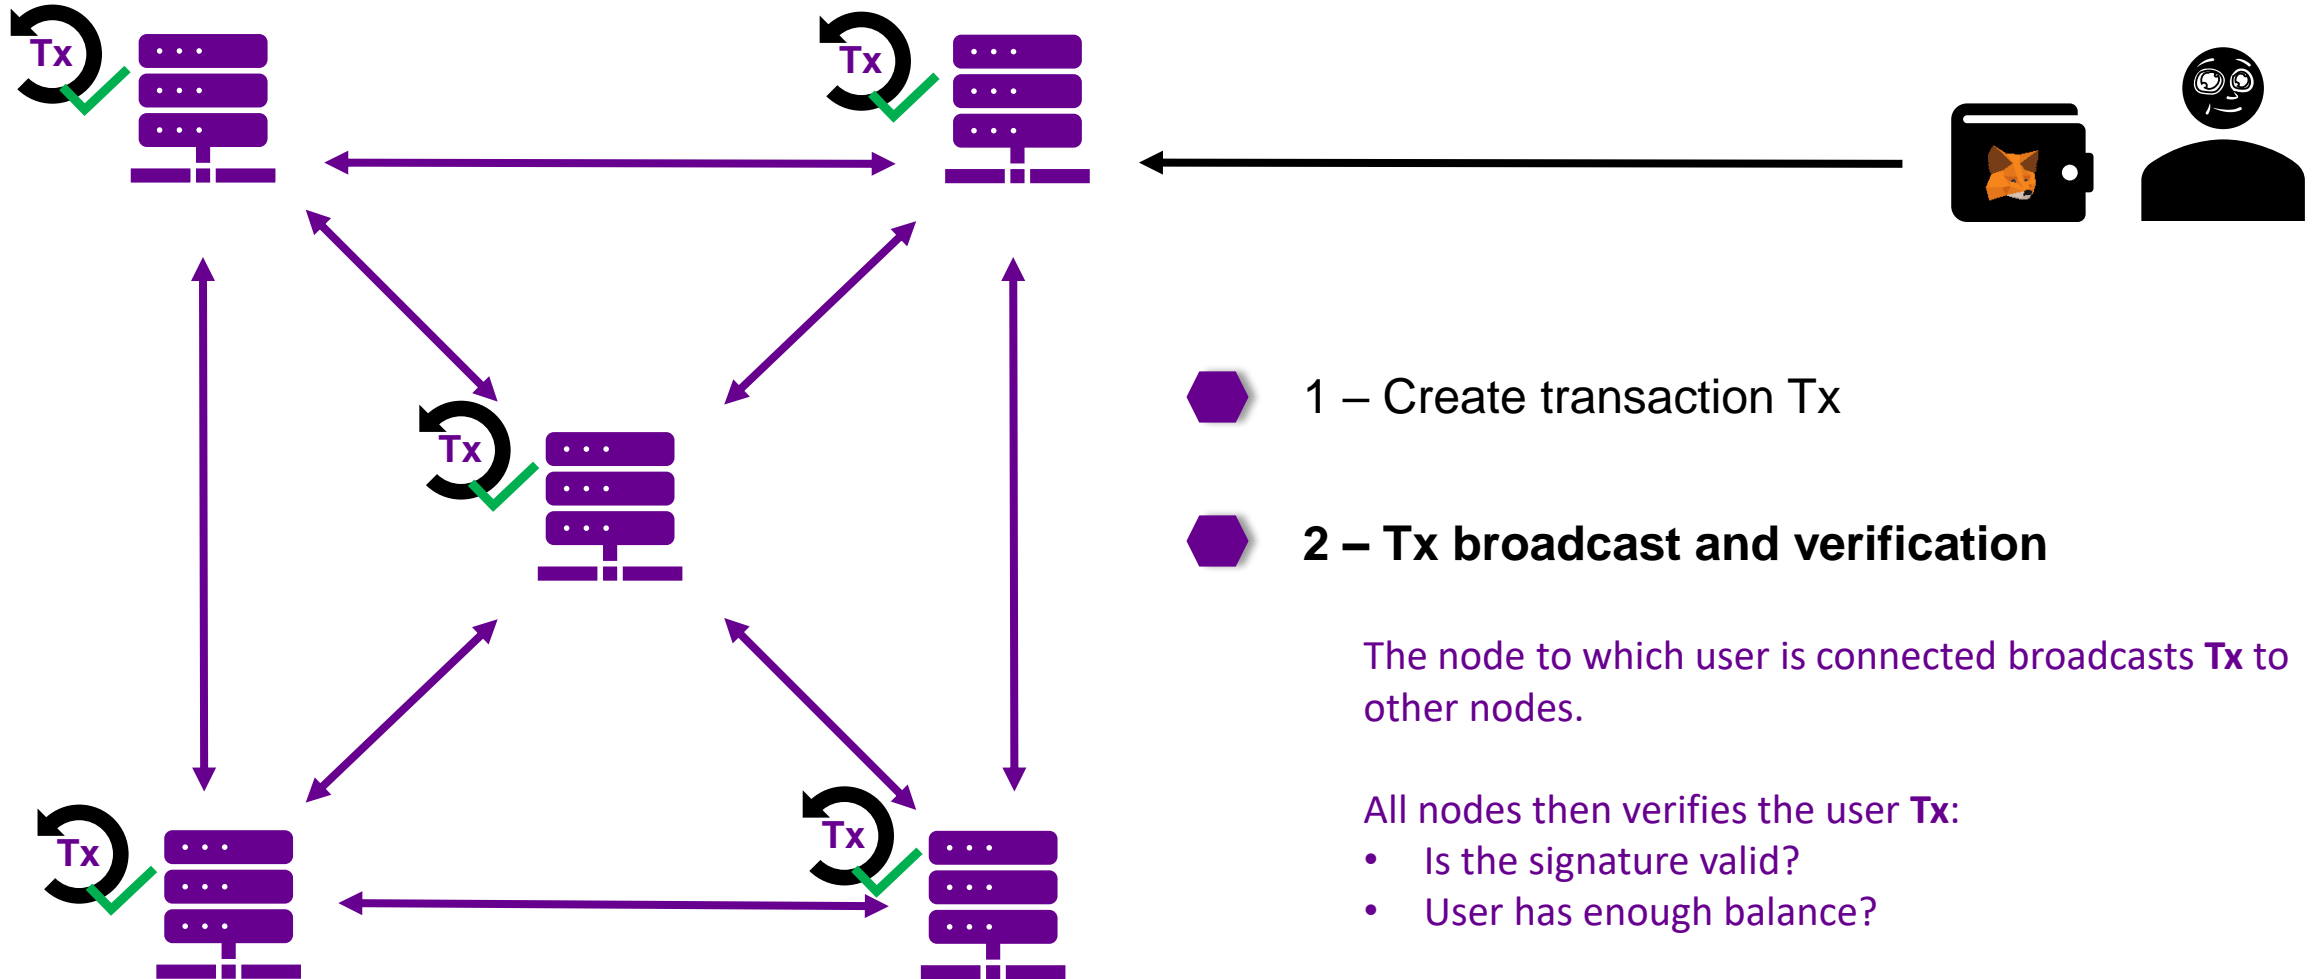 Tx
Tx
1 – Create transaction Tx
Tx
2 – Tx broadcast and verification
The node to which user is connected broadcasts Tx to
other nodes.
All nodes then verifies the user Tx:
• Is the signature valid?
• User has enough balance?
Tx
Tx